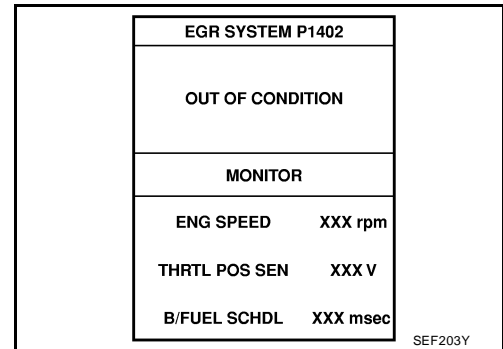 EGR SYSTEM P1402
OUT OF CONDITION
MONITOR
ENG SPEED XXX rpm
THRTL POS SEN XXX V
B/FUEL SCHDL XXX msec
SEF203Y